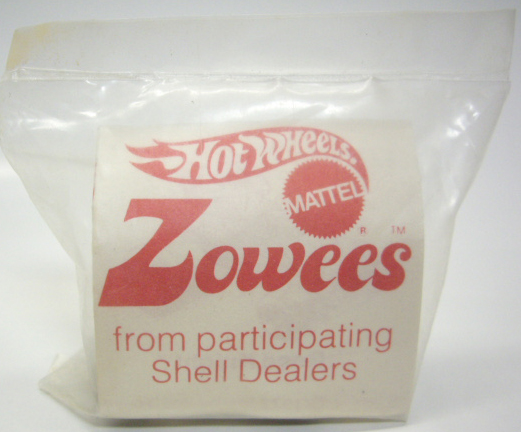 Hot Wheels®
MATTEL
R TM
Zowees
from participating
Shell Dealers